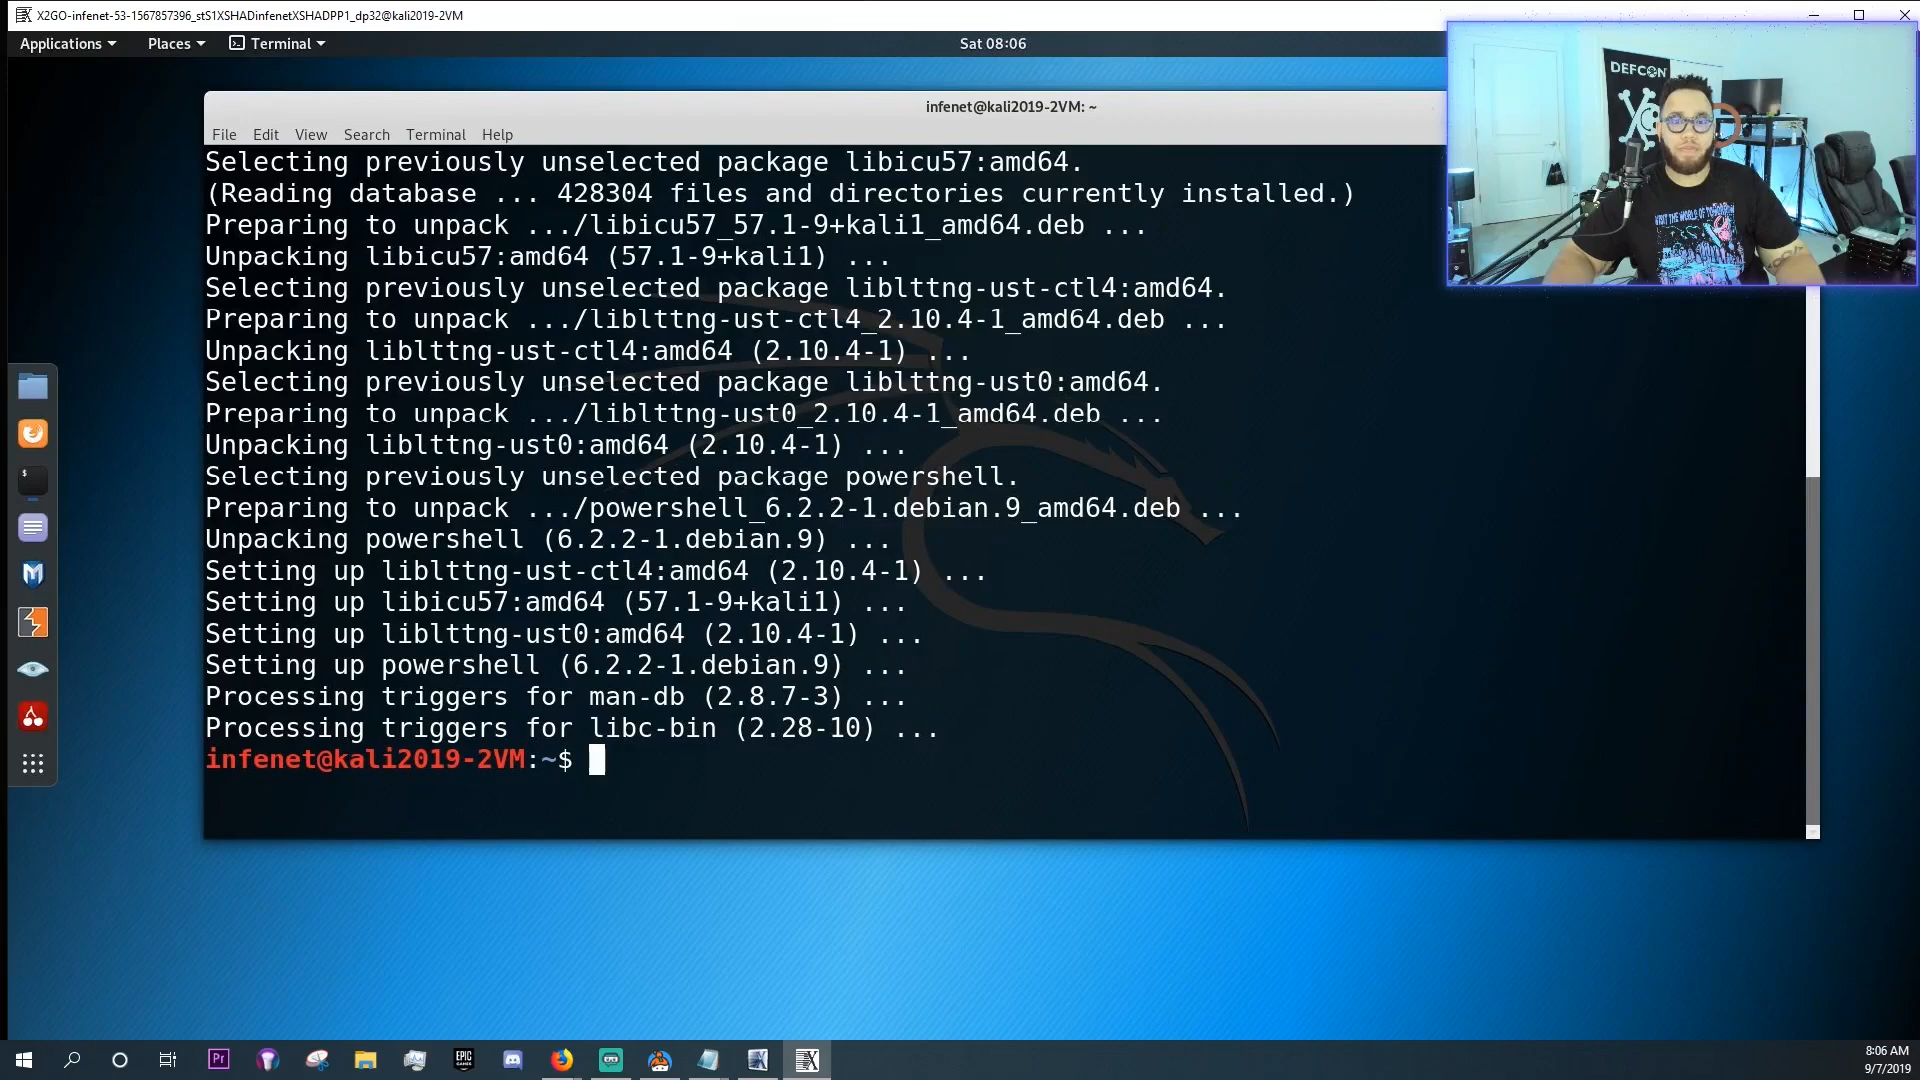 X2GO-infenet-53-1567857396_stS1XSHADinfenetXSHADPP1_dp32@kali2019-2VM
Applications Places Terminal Sat 08:06
infenet@kali2019-2VM: ~
File Edit View Search Terminal Help
Selecting previously unselected package libicu57:amd64.
(Reading database ... 428304 files and directories currently installed.)
Preparing to unpack .../libicu57_57.1-9+kali1_amd64.deb ...
Unpacking libicu57:amd64 (57.1-9+kali1) ...
Selecting previously unselected package liblttng-ust-ctl4:amd64.
Preparing to unpack .../liblttng-ust-ctl4_2.10.4-1_amd64.deb ...
Unpacking liblttng-ust-ctl4:amd64 (2.10.4-1) ...
Selecting previously unselected package liblttng-ust0:amd64.
Preparing to unpack .../liblttng-ust0_2.10.4-1_amd64.deb ...
Unpacking liblttng-ust0:amd64 (2.10.4-1) ...
Selecting previously unselected package powershell.
Preparing to unpack .../powershell_6.2.2-1.debian.9_amd64.deb ...
Unpacking powershell (6.2.2-1.debian.9) ...
Setting up liblttng-ust-ctl4:amd64 (2.10.4-1) ...
Setting up libicu57:amd64 (57.1-9+kali1) ...
Setting up liblttng-ust0:amd64 (2.10.4-1) ...
Setting up powershell (6.2.2-1.debian.9) ...
Processing triggers for man-db (2.8.7-3) ...
Processing triggers for libc-bin (2.28-10) ...
infenet@kali2019-2VM:~$
DEFCON
VISIT THE WORLD OF TOMORROW
Pr
EPIC GAMES
8:06 AM
9/7/2019